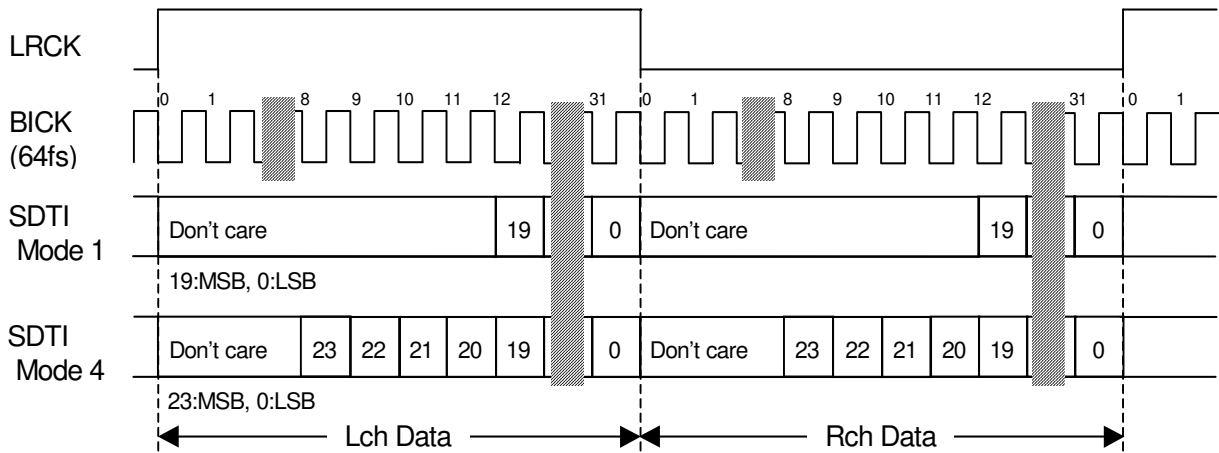 LRCK
0 1 8 9 10 11 12 31 0 1 8 9 10 11 12 31 0 1
BICK
(64fs)
SDTI
Mode 1
Don't care 19 0 Don't care 19 0
19:MSB, 0:LSB
SDTI
Mode 4
Don't care 23 22 21 20 19 0 Don't care 23 22 21 20 19 0
23:MSB, 0:LSB
Lch Data Rch Data